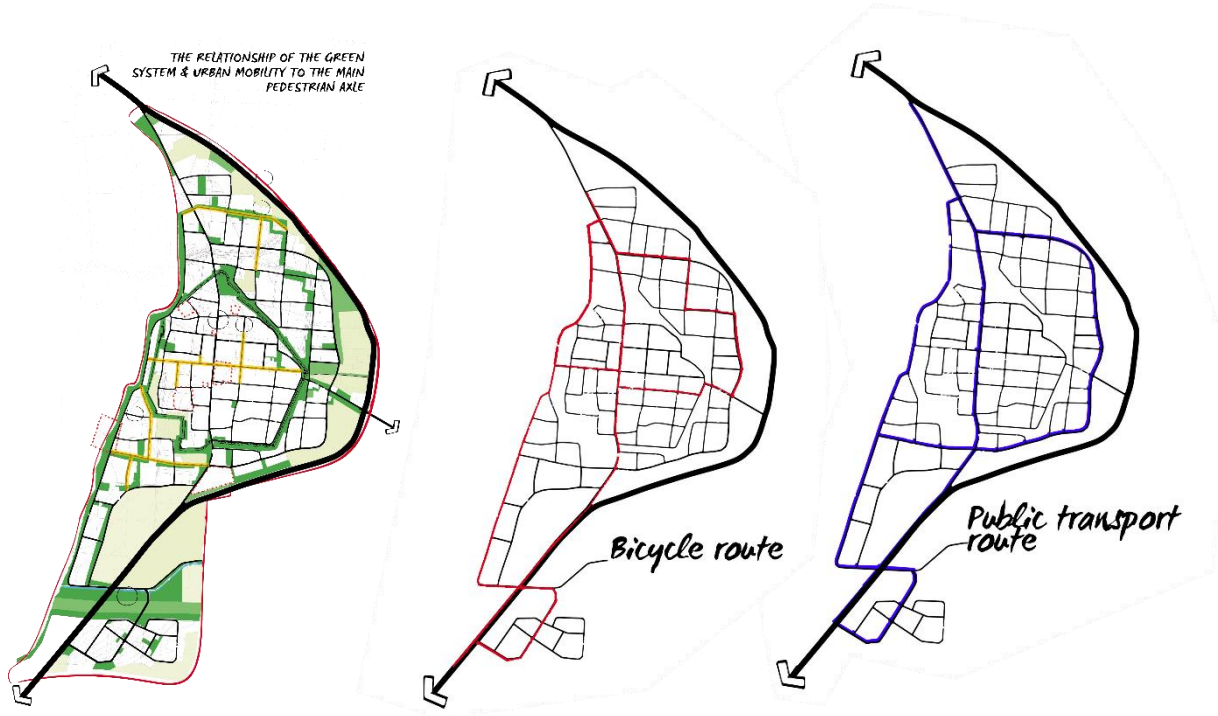 THE RELATIONSHIP OF THE GREEN
SYSTEM & URBAN MOBILITY TO THE MAIN
PEDESTRIAN AXLE
Bicycle route
Public transport
route